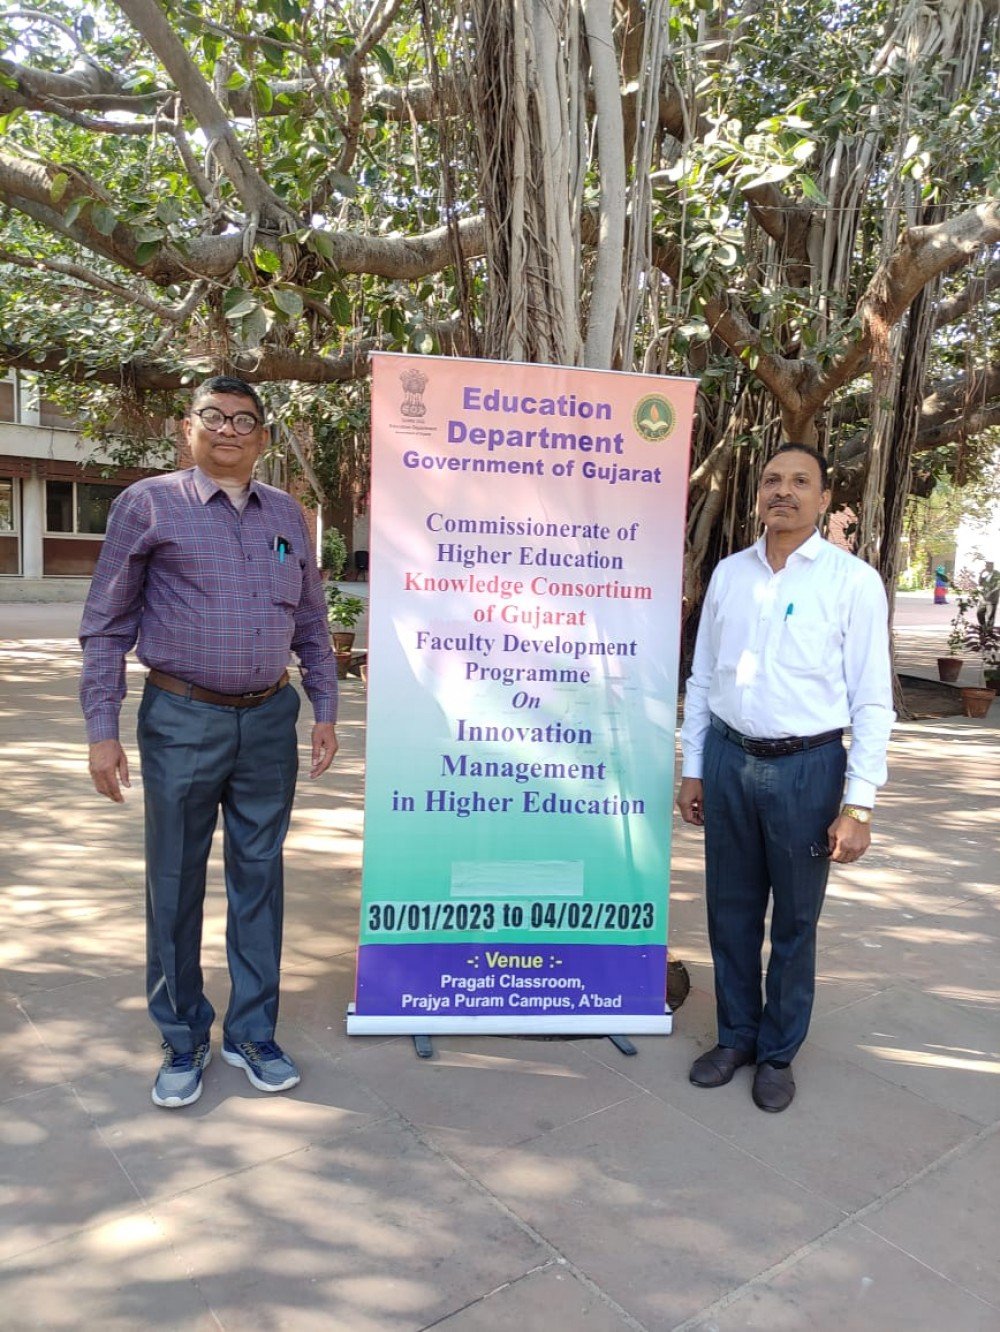 Education
Department
Government of Gujarat
Commissionerate of
Higher Education
Knowledge Consortium
of Gujarat
Faculty Development
Programme
On
Innovation
Management
in Higher Education
30/01/2023 to 04/02/2023
-: Venue :-
Pragati Classroom,
Prajya Puram Campus, A'bad